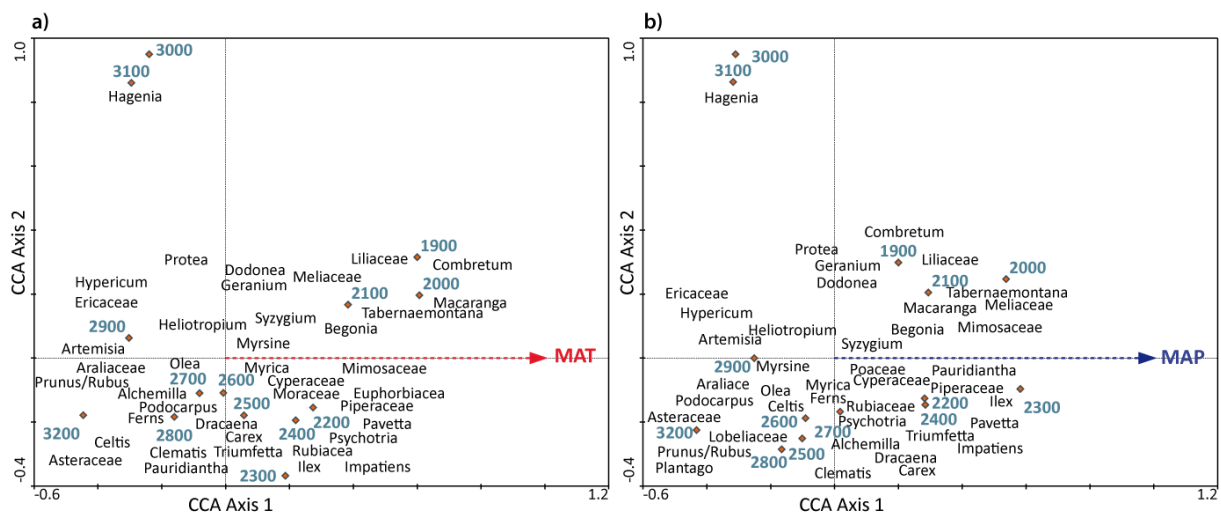 a)
1.0
3000
3100
Hagenia
CCA Axis 2
Protea
Hypericum
Ericaceae
Dodonea
Geranium
Meliaceae
Liliaceae
1900
Combretum
2000
2100
Macaranga
Tabernaemontana
Begonia
Syzygium
Heliotropium
Myrsine
2900
Artemisia
MAT
Araliaceae
Prunus/Rubus
Olea
2700
2600
Myrica
Mimosaceae
Cyperaceae
Alchemilla
Moraceae
Euphorbiacea
Podocarpus
2500
Piperaceae
Ferns
Dracaena
2200
Pavetta
3200
2800
Carex
2400
Psychotria
Celtis
Clematis
Triumfetta
Rubiacea
Asteraceae
Pauridiantha
Ilex
Impatiens
2300
-0.4
-0.6
CCA Axis 1
1.2
b)
1.0
3000
3100
Hagenia
CCA Axis 2
Combretum
Protea
1900
Geranium
Liliaceae
2000
Dodonea
2100
Tabernaemontana
Ericaceae
Macaranga
Meliaceae
Hypericum
Heliotropium
Begonia
Mimosaceae
Artemisia
Syzygium
MAP
2900
Myrsine
Poaceae
Pauridiantha
Araliace
Olea
Myrica
Cyperaceae
Piperaceae
Podocarpus
Celtis
Ferns
Rubiaceae
2200
Ilex
2300
Asteraceae
2600
Psychotria
2400
Pavetta
3200
Lobeliaceae
2700
Alchemilla
Triumfetta
Prunus/Rubus
2500
Dracaena
Impatiens
Plantago
2800
Clematis
Carex
-0.4
-0.6
CCA Axis 1
1.2